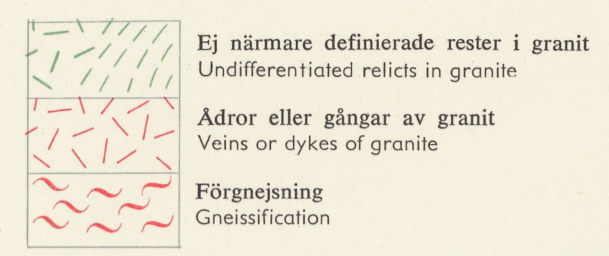 Ej närmare definierade rester i granit
Undifferentiated relicts in granite
Ådror eller gångar av granit
Veins or dykes of granite
Förgnejsning
Gneissification